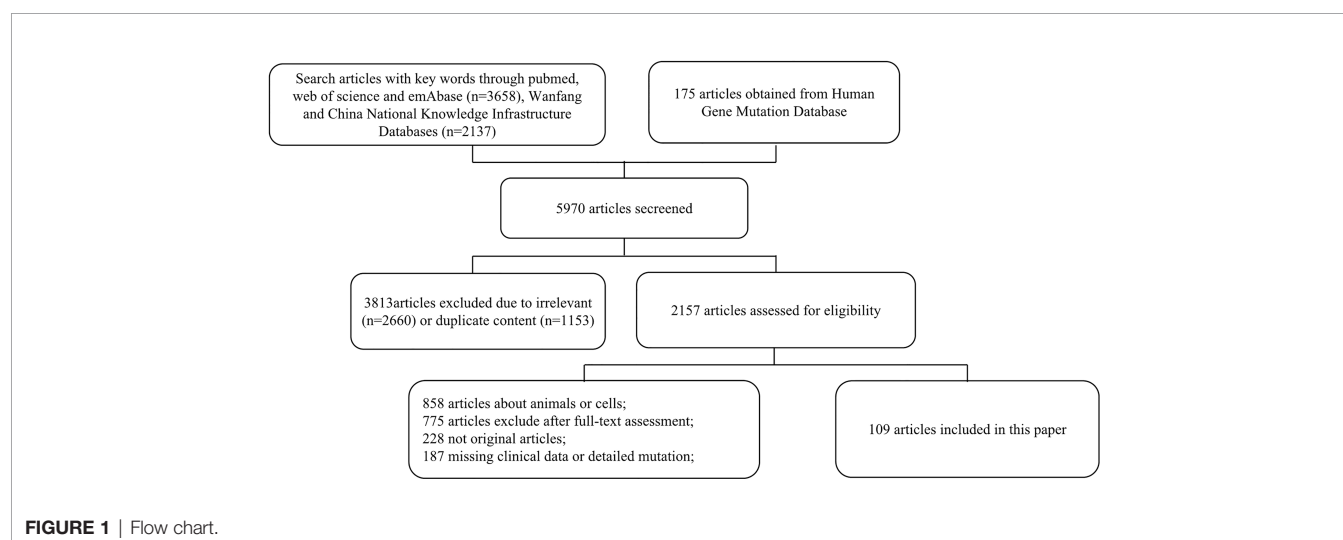 Search articles with key words through pubmed,
web of science and emAbase (n=3658), Wanfang
and China National Knowledge Infrastructure
Databases (n=2137)
175 articles obtained from Human
Gene Mutation Database
5970 articles secreened
3813articles excluded due to irrelevant
(n=2660) or duplicate content (n=1153)
2157 articles assessed for eligibility
858 articles about animals or cells;
775 articles exclude after full-text assessment;
228 not original articles;
187 missing clinical data or detailed mutation;
109 articles included in this paper
FIGURE 1 | Flow chart.